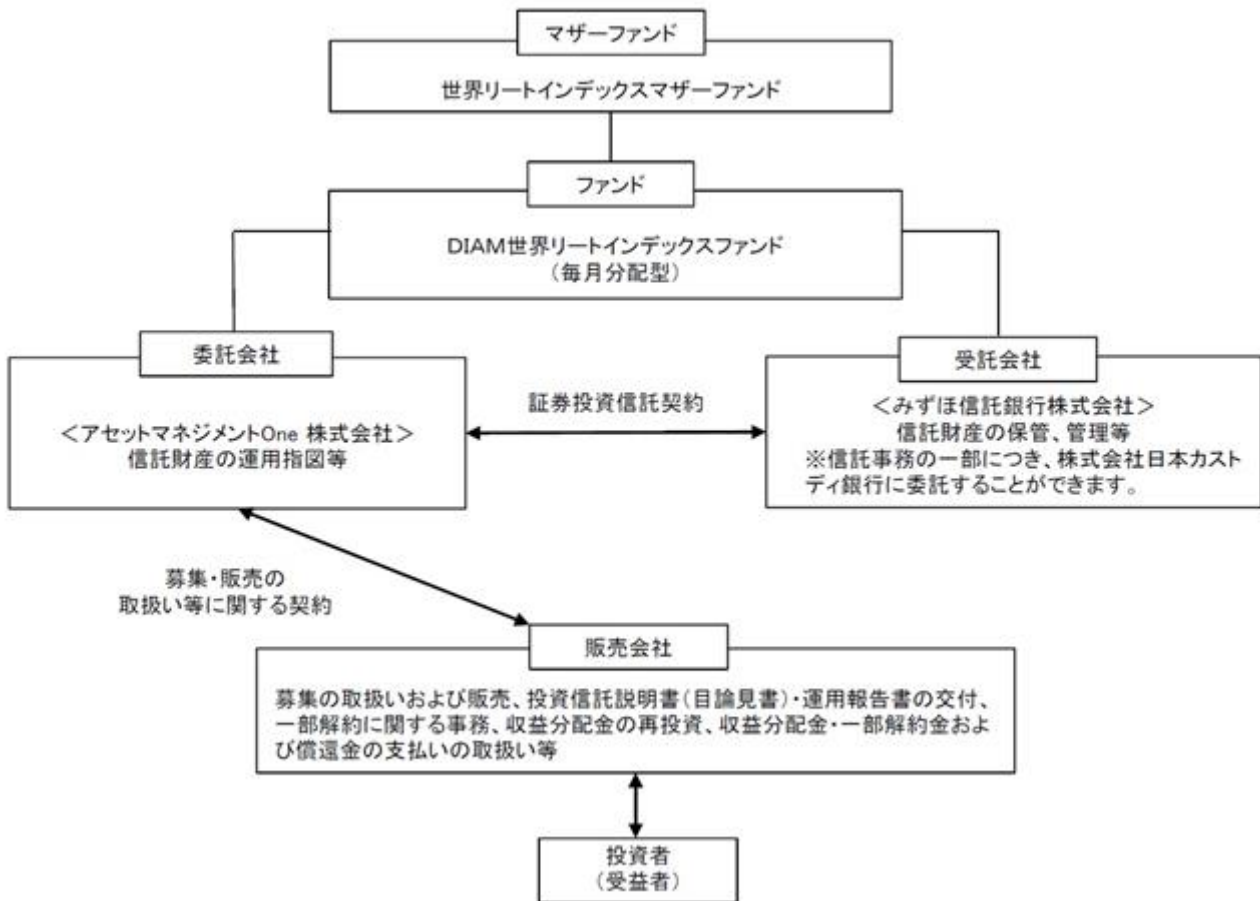 マザーファンド
世界リートインデックスマザーファンド
ファンド
DIAM世界リートインデックスファンド
（毎月分配型）
委託会社
＜アセットマネジメントOne 株式会社＞
信託財産の運用指図等
証券投資信託契約
受託会社
＜みずほ信託銀行株式会社＞
信託財産の保管、管理等
※信託事務の一部につき、株式会社日本カスト
ディ銀行に委託することができます。
募集・販売の
取扱い等に関する契約
販売会社
募集の取扱いおよび販売、投資信託説明書（目論見書）・運用報告書の交付、
一部解約に関する事務、収益分配金の再投資、収益分配金・一部解約金およ
び償還金の支払いの取扱い等
投資者
（受益者）